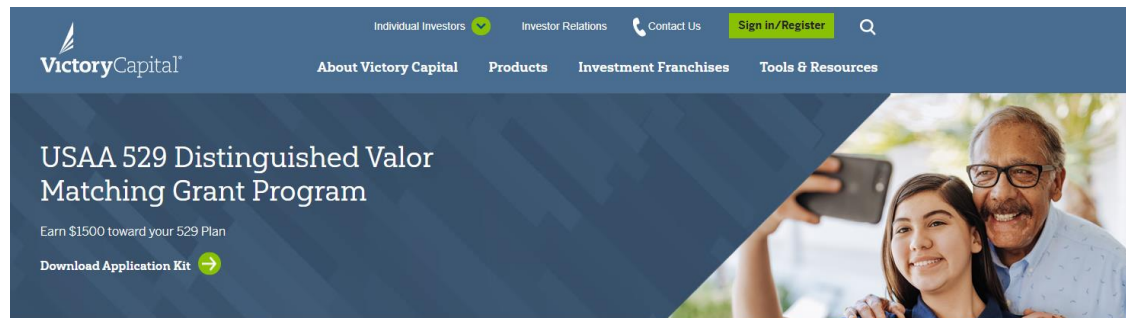 Individual Investors
Investor Relations
Contact Us
Sign in/Register
VictoryCapital®
About Victory Capital
Products
Investment Franchises
Tools & Resources
USAA 529 Distinguished Valor
Matching Grant Program
Earn $1500 toward your 529 Plan
Download Application Kit